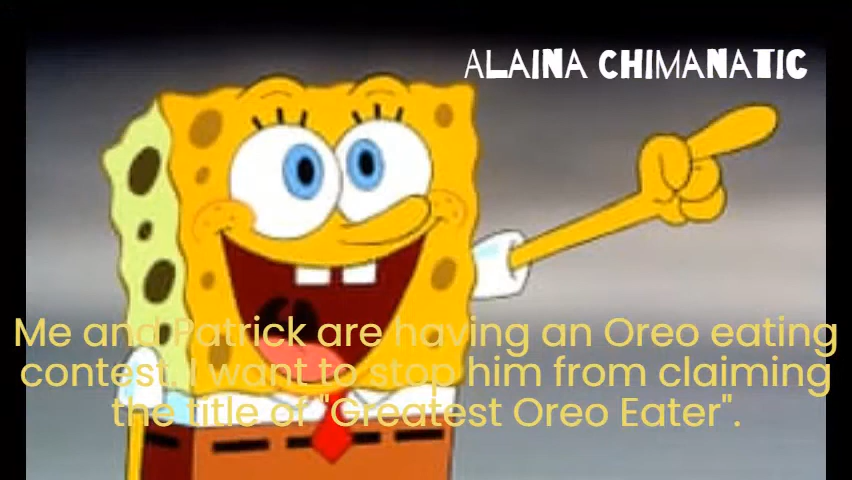 ALAINA CHIMANATIC
Me and Patrick are having an Oreo eating
contest. I want to stop him from claiming
the title of "Greatest Oreo Eater".